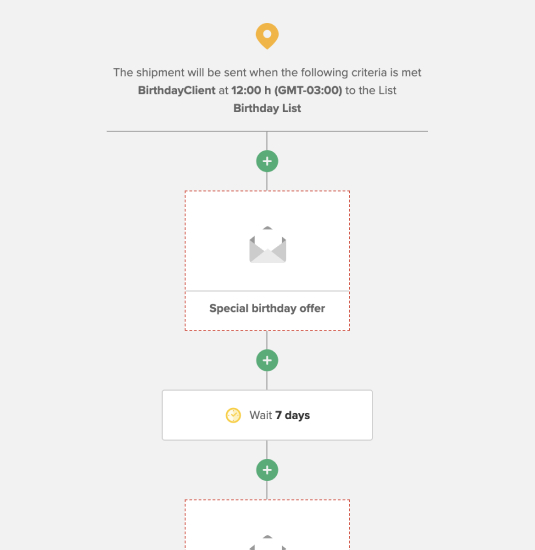 The shipment will be sent when the following criteria is met
BirthdayClient at 12:00 h (GMT-03:00) to the List
Birthday List
Special birthday offer
Wait 7 days